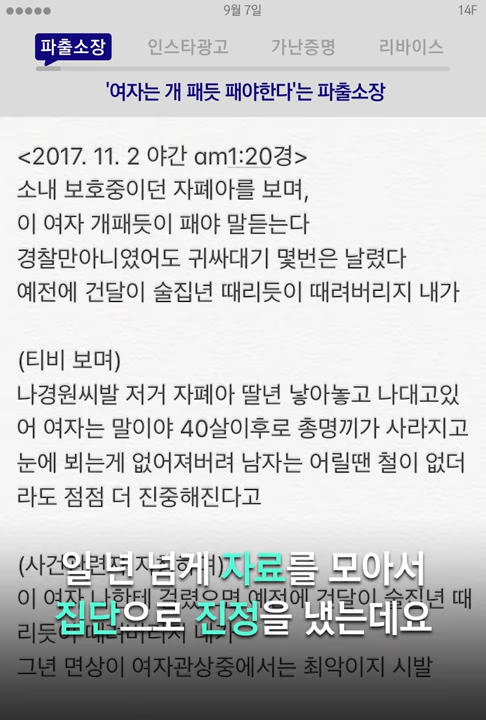 9월 7일
14F
파출소장
인스타광고
가난증명
리바이스
'여자는 개 패듯 패야한다'는 파출소장
<2017. 11. 2 야간 am1:20경>
소내 보호중이던 자폐아를 보며,
이 여자 개패듯이 패야 말듣는다
경찰만아니였어도 귀싸대기 몇번은 날렸다
예전에 건달이 술집년 때리듯이 때려버리지 내가
(티비 보며)
나경원씨발 저거 자폐아 딸년 낳아놓고 나대고있
어 여자는 말이야 40살이후로 총명끼가 사라지고
눈에 뵈는게 없어져버려 남자는 어릴땐 철이 없더
라도 점점 더 진중해진다고
일 년 넘게 자료를 모아서
이 여자 나한테 걸렸으면 예전에 건달이 술집년 때
집단으로 진정을 냈는데요
리듯이 때려버리지 내가
그년 면상이 여자관상중에서는 최악이지 시발